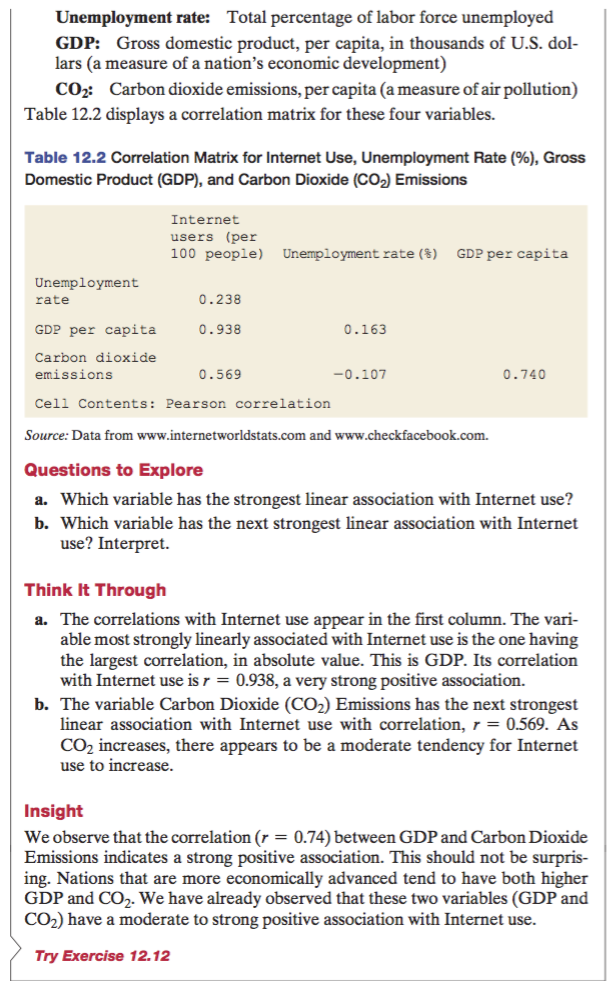 Unemployment rate: Total percentage of labor force unemployed
GDP: Gross domestic product, per capita, in thousands of U.S. dol-
lars (a measure of a nation's economic development)
CO₂: Carbon dioxide emissions, per capita (a measure of air pollution)
Table 12.2 displays a correlation matrix for these four variables.
Table 12.2 Correlation Matrix for Internet Use, Unemployment Rate (%), Gross
Domestic Product (GDP), and Carbon Dioxide (CO₂) Emissions
Internet
users (per
100 people) Unemployment rate (%) GDP per capita
Unemployment
rate 0.238
GDP per capita 0.938 0.163
Carbon dioxide
emissions 0.569 −0.107 0.740
Cell Contents: Pearson correlation
Source: Data from www.internetworldstats.com and www.checkfacebook.com.
Questions to Explore
a. Which variable has the strongest linear association with Internet use?
b. Which variable has the next strongest linear association with Internet
use? Interpret.
Think It Through
a. The correlations with Internet use appear in the first column. The vari-
able most strongly linearly associated with Internet use is the one having
the largest correlation, in absolute value. This is GDP. Its correlation
with Internet use is r = 0.938, a very strong positive association.
b. The variable Carbon Dioxide (CO₂) Emissions has the next strongest
linear association with Internet use with correlation, r = 0.569. As
CO₂ increases, there appears to be a moderate tendency for Internet
use to increase.
Insight
We observe that the correlation (r = 0.74) between GDP and Carbon Dioxide
Emissions indicates a strong positive association. This should not be surpris-
ing. Nations that are more economically advanced tend to have both higher
GDP and CO₂. We have already observed that these two variables (GDP and
CO₂) have a moderate to strong positive association with Internet use.
Try Exercise 12.12